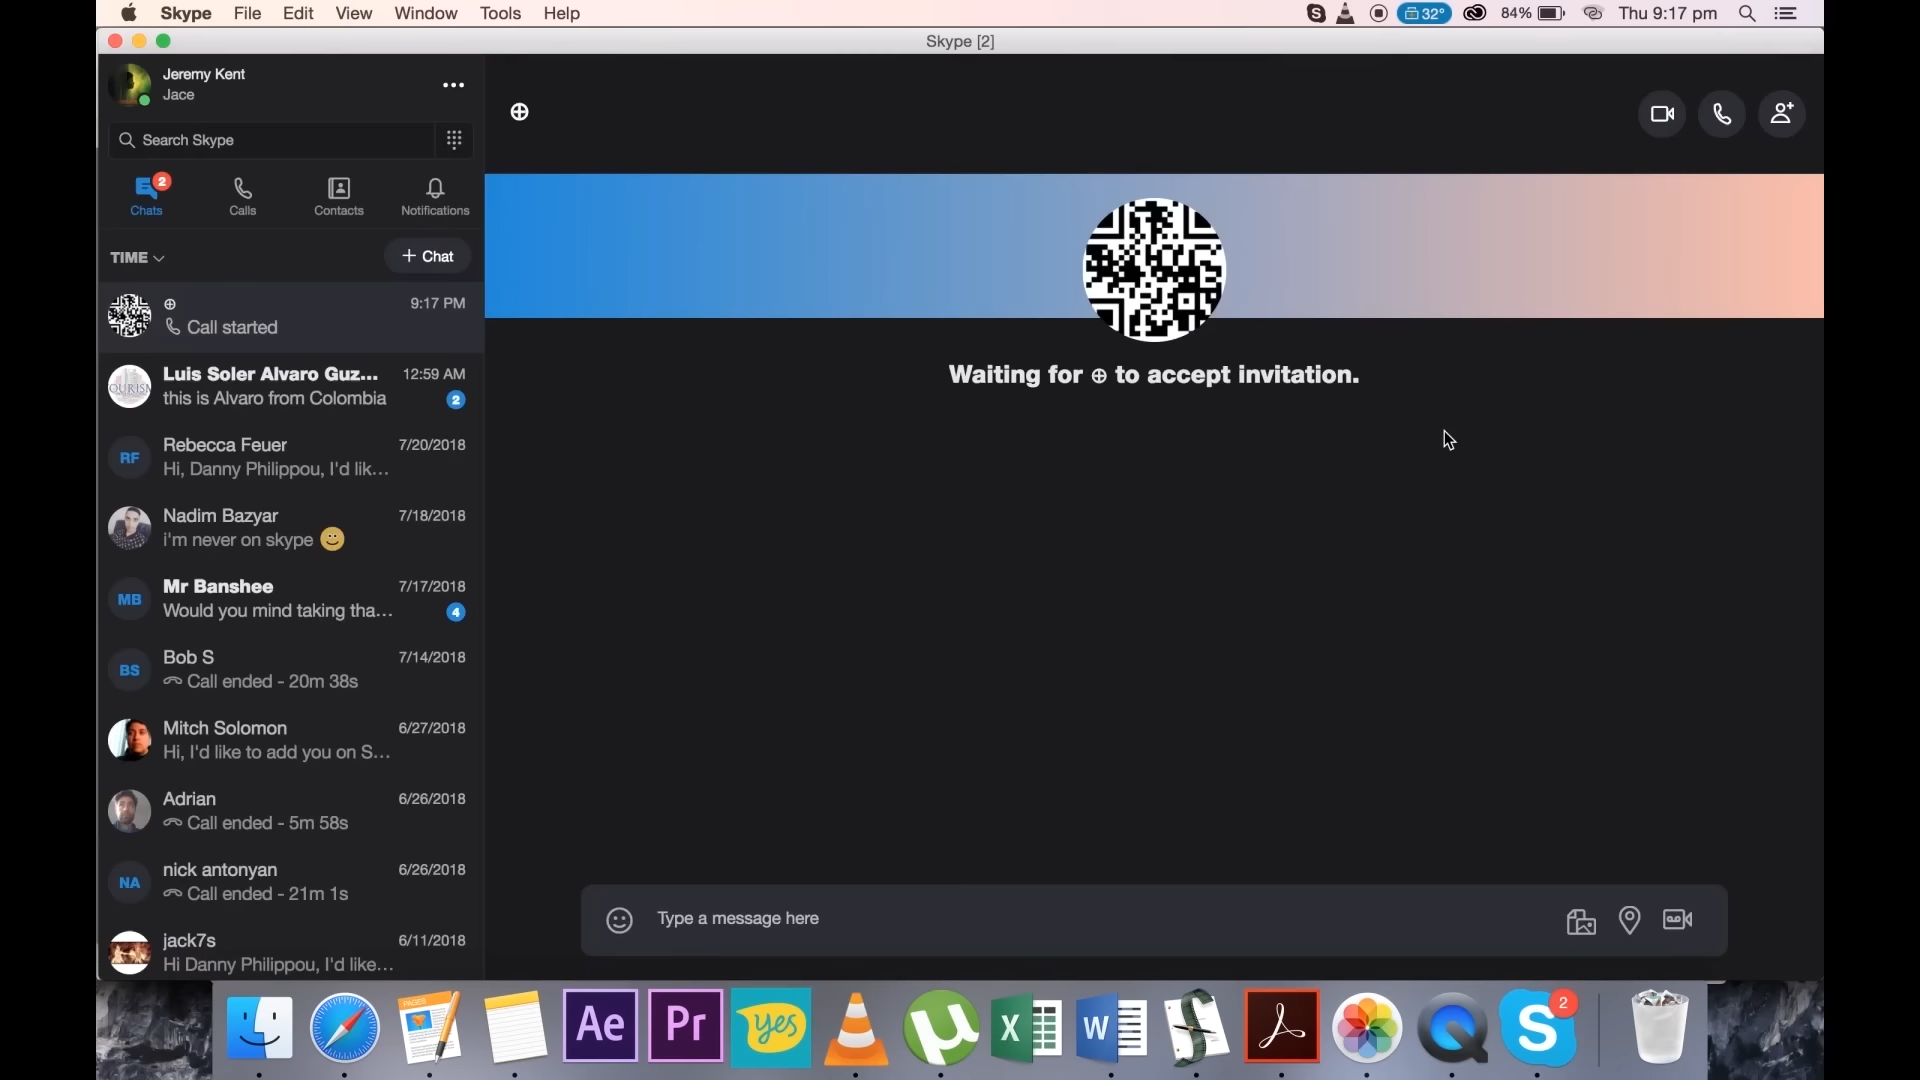 Skype File Edit View Window Tools Help
32° 84% Thu 9:17 pm
Skype [2]
Jeremy Kent
Jace
Search Skype
2
Chats Calls Contacts Notifications
TIME
+ Chat
⊕ 9:17 PM
Call started
Luis Soler Alvaro Guz... 12:59 AM
this is Alvaro from Colombia 2
Rebecca Feuer 7/20/2018
RF
Hi, Danny Philippou, I'd lik...
Nadim Bazyar 7/18/2018
i'm never on skype
Mr Banshee 7/17/2018
MB
Would you mind taking tha... 4
Bob S 7/14/2018
BS
Call ended - 20m 38s
Mitch Solomon 6/27/2018
Hi, I'd like to add you on S...
Adrian 6/26/2018
Call ended - 5m 58s
nick antonyan 6/26/2018
NA
Call ended - 21m 1s
jack7s 6/11/2018
Hi Danny Philippou, I'd like...
⊕
Waiting for ⊕ to accept invitation.
Type a message here
PAGES
Ae Pr yes µ X W S 2